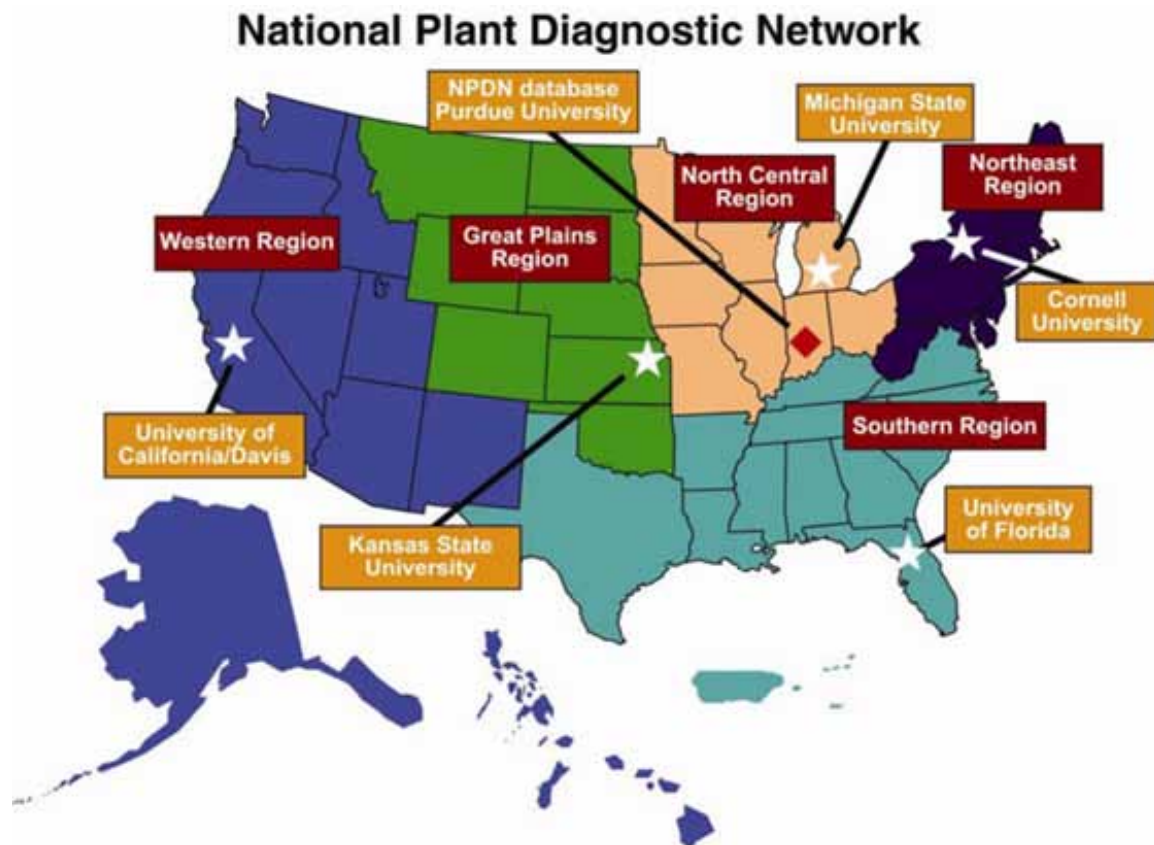 National Plant Diagnostic Network
NPDN database
Purdue University
Michigan State
University
North Central
Region
Northeast
Region
Western Region
Great Plains
Region
Cornell
University
University of
California/Davis
Southern Region
Kansas State
University
University
of Florida